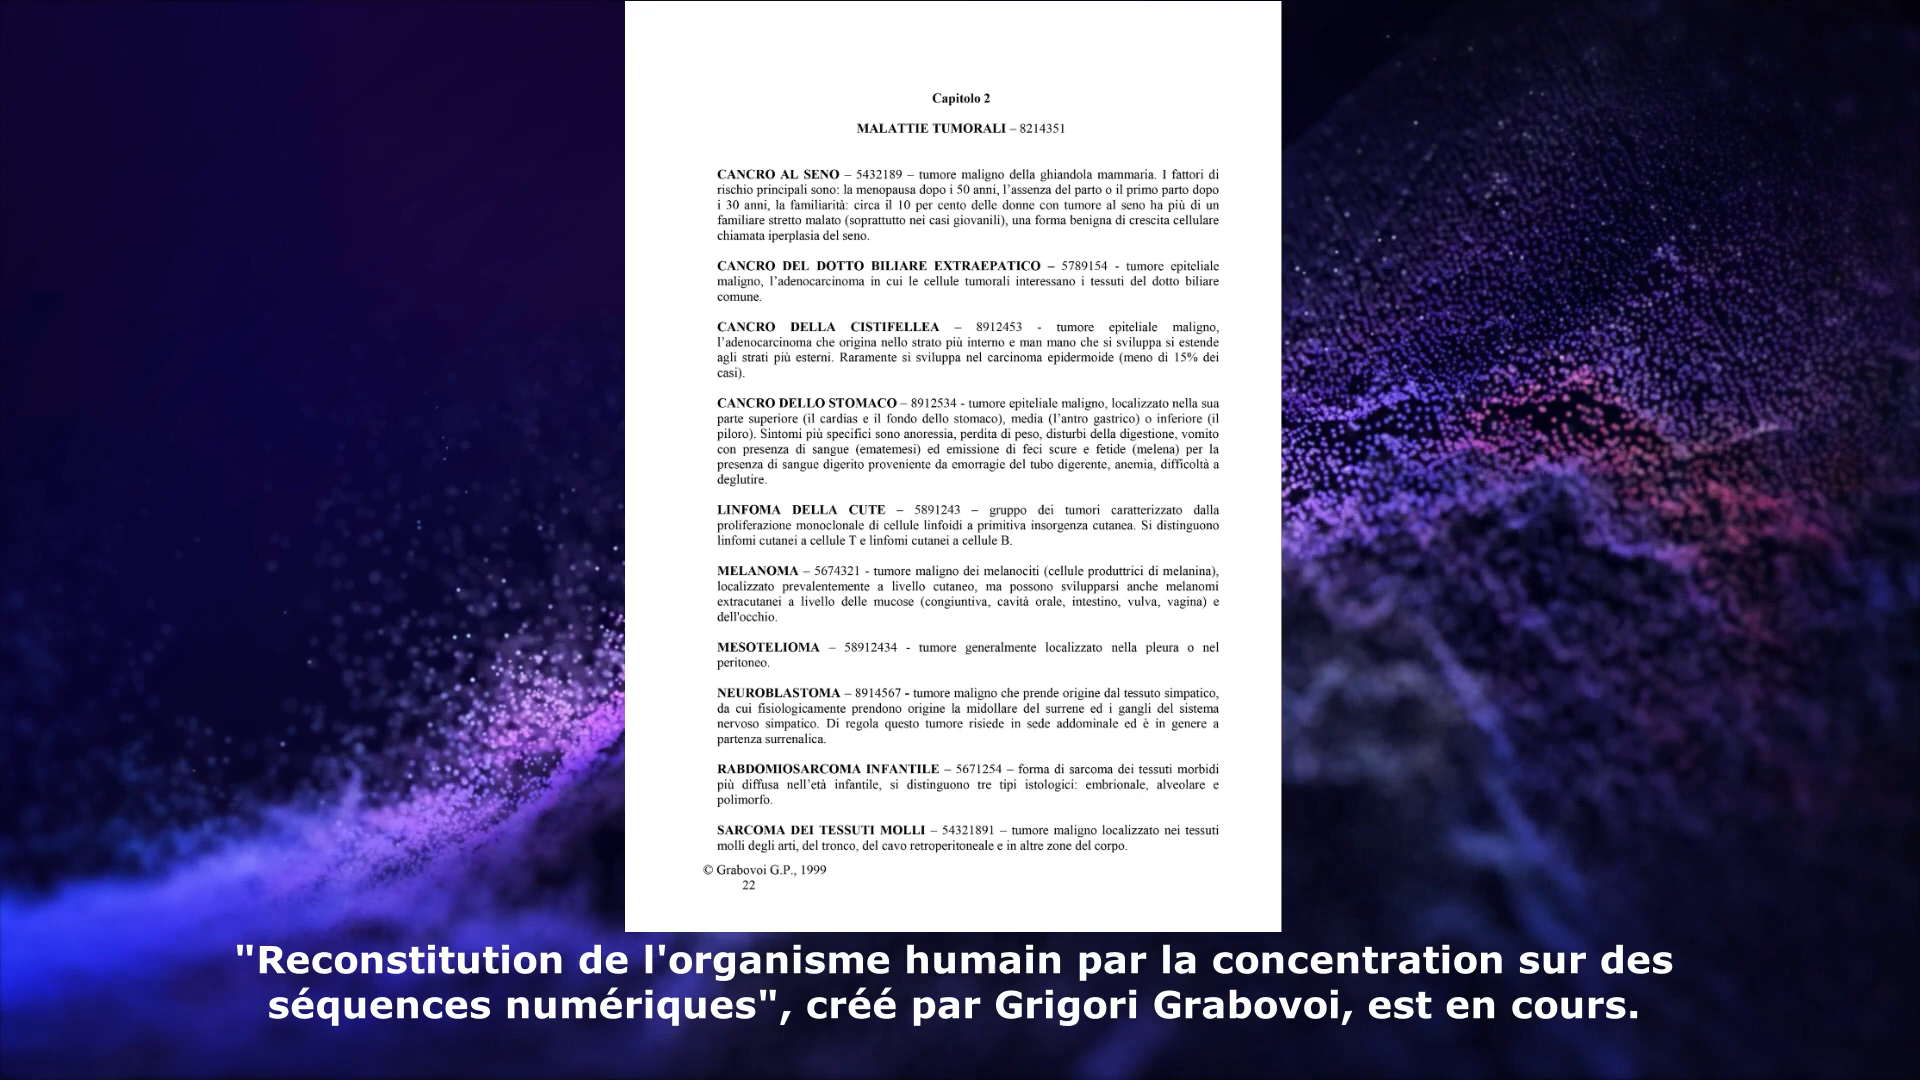 Capitolo 2
MALATTIE TUMORALI – 8214351
CANCRO AL SENO – 5432189 – tumore maligno della ghiandola mammaria. I fattori di
rischio principali sono: la menopausa dopo i 50 anni, l’assenza del parto o il primo parto dopo
i 30 anni, la familiarità: circa il 10 per cento delle donne con tumore al seno ha più di un
familiare stretto malato (soprattutto nei casi giovanili), una forma benigna di crescita cellulare
chiamata iperplasia del seno.
CANCRO DEL DOTTO BILIARE EXTRAEPATICO – 5789154 - tumore epiteliale
maligno, l’adenocarcinoma in cui le cellule tumorali interessano i tessuti del dotto biliare
comune.
CANCRO DELLA CISTIFELLEA – 8912453 - tumore epiteliale maligno,
l’adenocarcinoma che origina nello strato più interno e man mano che si sviluppa si estende
agli strati più esterni. Raramente si sviluppa nel carcinoma epidermoide (meno di 15% dei
casi).
CANCRO DELLO STOMACO – 8912534 - tumore epiteliale maligno, localizzato nella sua
parte superiore (il cardias e il fondo dello stomaco), media (l’antro gastrico) o inferiore (il
piloro). Sintomi più specifici sono anoressia, perdita di peso, disturbi della digestione, vomito
con presenza di sangue (ematemesi) ed emissione di feci scure e fetide (melena) per la
presenza di sangue digerito proveniente da emorragie del tubo digerente, anemia, difficoltà a
deglutire.
LINFOMA DELLA CUTE – 5891243 – gruppo dei tumori caratterizzato dalla
proliferazione monoclonale di cellule linfoidi a primitiva insorgenza cutanea. Si distinguono
linfomi cutanei a cellule T e linfomi cutanei a cellule B.
MELANOMA – 5674321 - tumore maligno dei melanociti (cellule produttrici di melanina),
localizzato prevalentemente a livello cutaneo, ma possono svilupparsi anche melanomi
extracutanei a livello delle mucose (congiuntiva, cavità orale, intestino, vulva, vagina) e
dell'occhio.
MESOTELIOMA – 58912434 - tumore generalmente localizzato nella pleura o nel
peritoneo.
NEUROBLASTOMA – 8914567 - tumore maligno che prende origine dal tessuto simpatico,
da cui fisiologicamente prendono origine la midollare del surrene ed i gangli del sistema
nervoso simpatico. Di regola questo tumore risiede in sede addominale ed è in genere a
partenza surrenalica.
RABDOMIOSARCOMA INFANTILE – 5671254 – forma di sarcoma dei tessuti morbidi
più diffusa nell’età infantile, si distinguono tre tipi istologici: embrionale, alveolare e
polimorfo.
SARCOMA DEI TESSUTI MOLLI – 54321891 – tumore maligno localizzato nei tessuti
molli degli arti, del tronco, del cavo retroperitoneale e in altre zone del corpo.
© Grabovoi G.P., 1999
22
"Reconstitution de l'organisme humain par la concentration sur des
séquences numériques", créé par Grigori Grabovoi, est en cours.